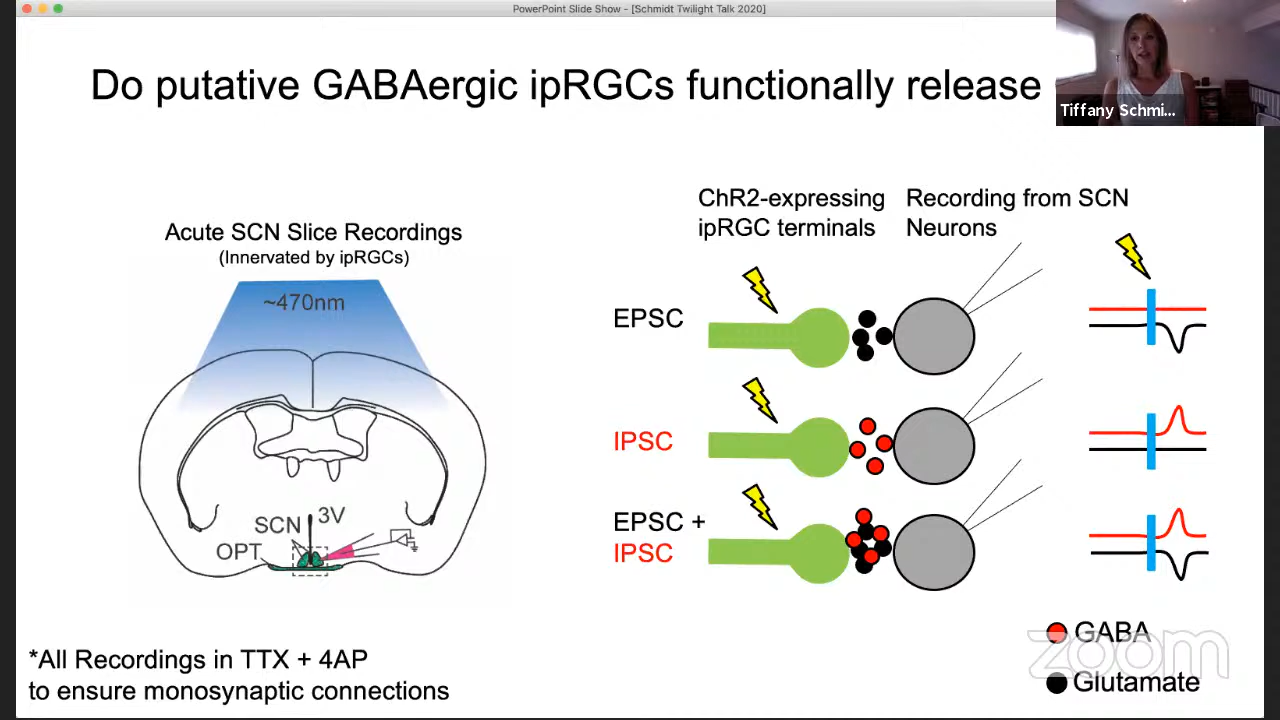 PowerPoint Slide Show - [Schmidt Twilight Talk 2020]
Do putative GABAergic ipRGCs functionally release
Tiffany Schmi...
Acute SCN Slice Recordings
(Innervated by ipRGCs)
~470nm
SCN
3V
OPT
*All Recordings in TTX + 4AP
to ensure monosynaptic connections
ChR2-expressing
ipRGC terminals
Recording from SCN
Neurons
EPSC
IPSC
EPSC +
IPSC
GABA
Glutamate
zoom